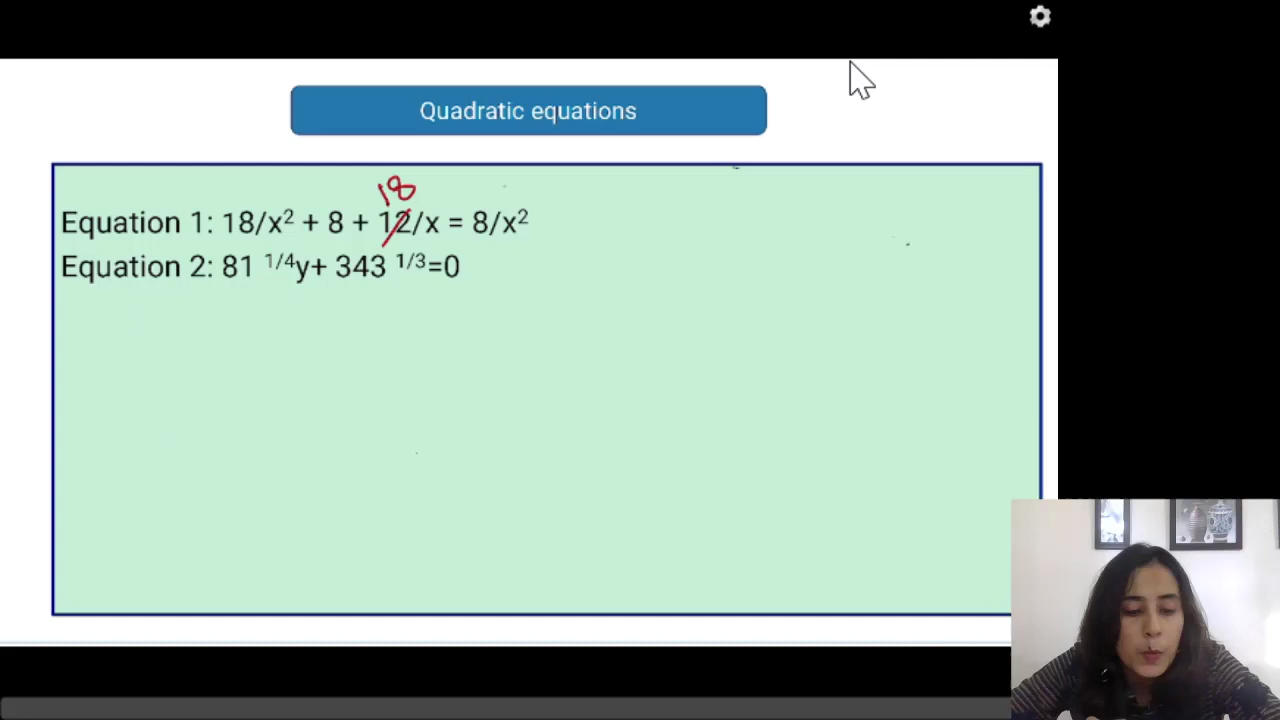 Quadratic equations
18
Equation 1: 18/x² + 8 + 12/x = 8/x²
Equation 2: 81 ¹/⁴y+ 343 ¹/³=0